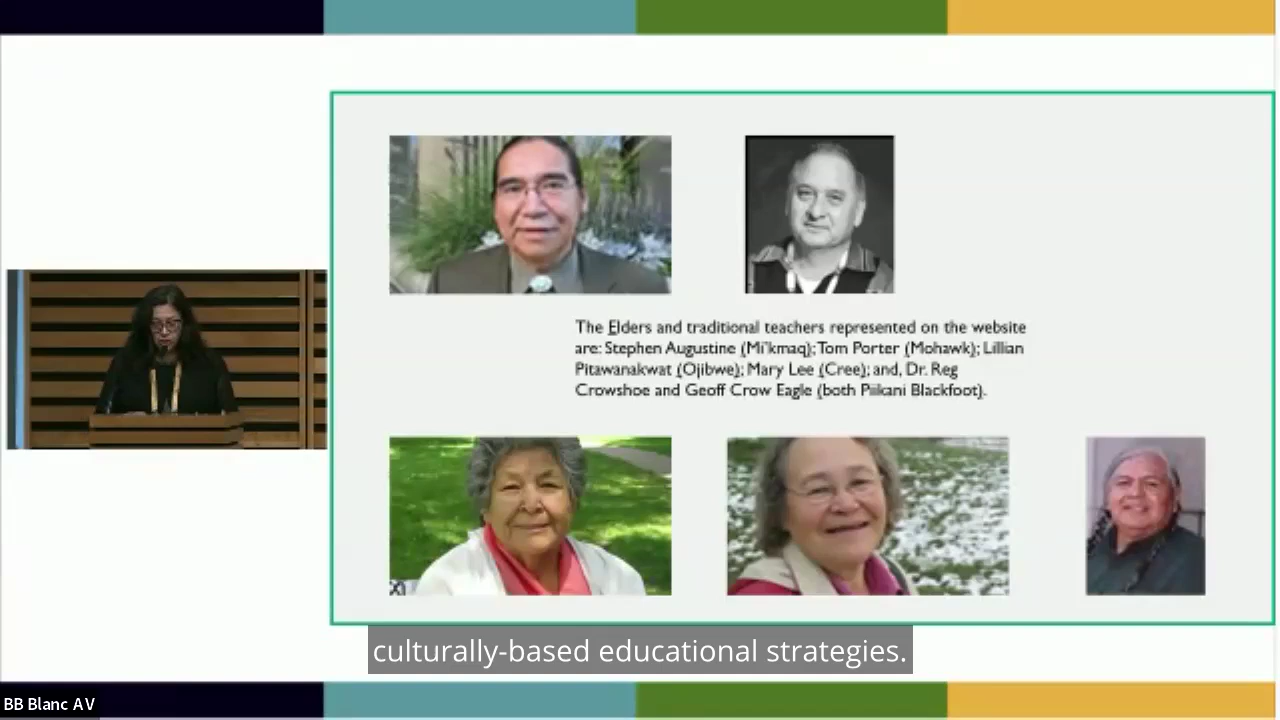 The Elders and traditional teachers represented on the website
are: Stephen Augustine (Mi'kmaq); Tom Porter (Mohawk); Lillian
Pitawanakwat (Ojibwe); Mary Lee (Cree); and, Dr. Reg
Crowshoe and Geoff Crow Eagle (both Piikani Blackfoot).
culturally-based educational strategies.
BB Blanc AV